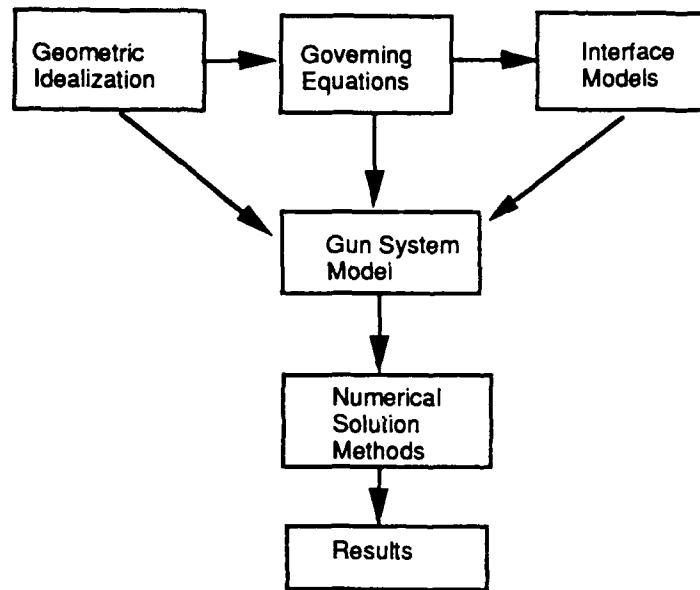 Geometric
Idealization
Governing
Equations
Interface
Models
Gun System
Model
Numerical
Solution
Methods
Results